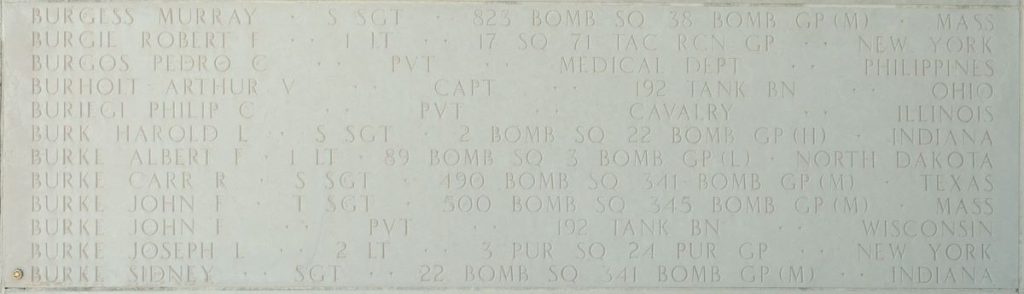 BURGESS MURRAY · S SGT · 823 BOMB SQ 38 BOMB GP (M) · MASS
BURGIE ROBERT F · 1 LT · 17 SQ 71 TAC RCN GP · NEW YORK
BURGOS PEDRO C · PVT · MEDICAL DEPT · PHILIPPINES
BURHOLT ARTHUR V · CAPT · 192 TANK BN · OHIO
BURIEGI PHILIP C · PVT · CAVALRY · ILLINOIS
BURK HAROLD L · S SGT · 2 BOMB SQ 22 BOMB GP (H) · INDIANA
BURKE ALBERT F · 1 LT · 89 BOMB SQ 3 BOMB GP (L) · NORTH DAKOTA
BURKE CARR R · S SGT · 490 BOMB SQ 341 BOMB GP (M) · TEXAS
BURKE JOHN F · T SGT · 500 BOMB SQ 345 BOMB GP (M) · MASS
BURKE JOHN F · PVT · 192 TANK BN · WISCONSIN
BURKE JOSEPH L · 2 LT · 3 PUR SQ 24 PUR GP · NEW YORK
BURKE SIDNEY · SGT · 22 BOMB SQ 341 BOMB GP (M) · INDIANA